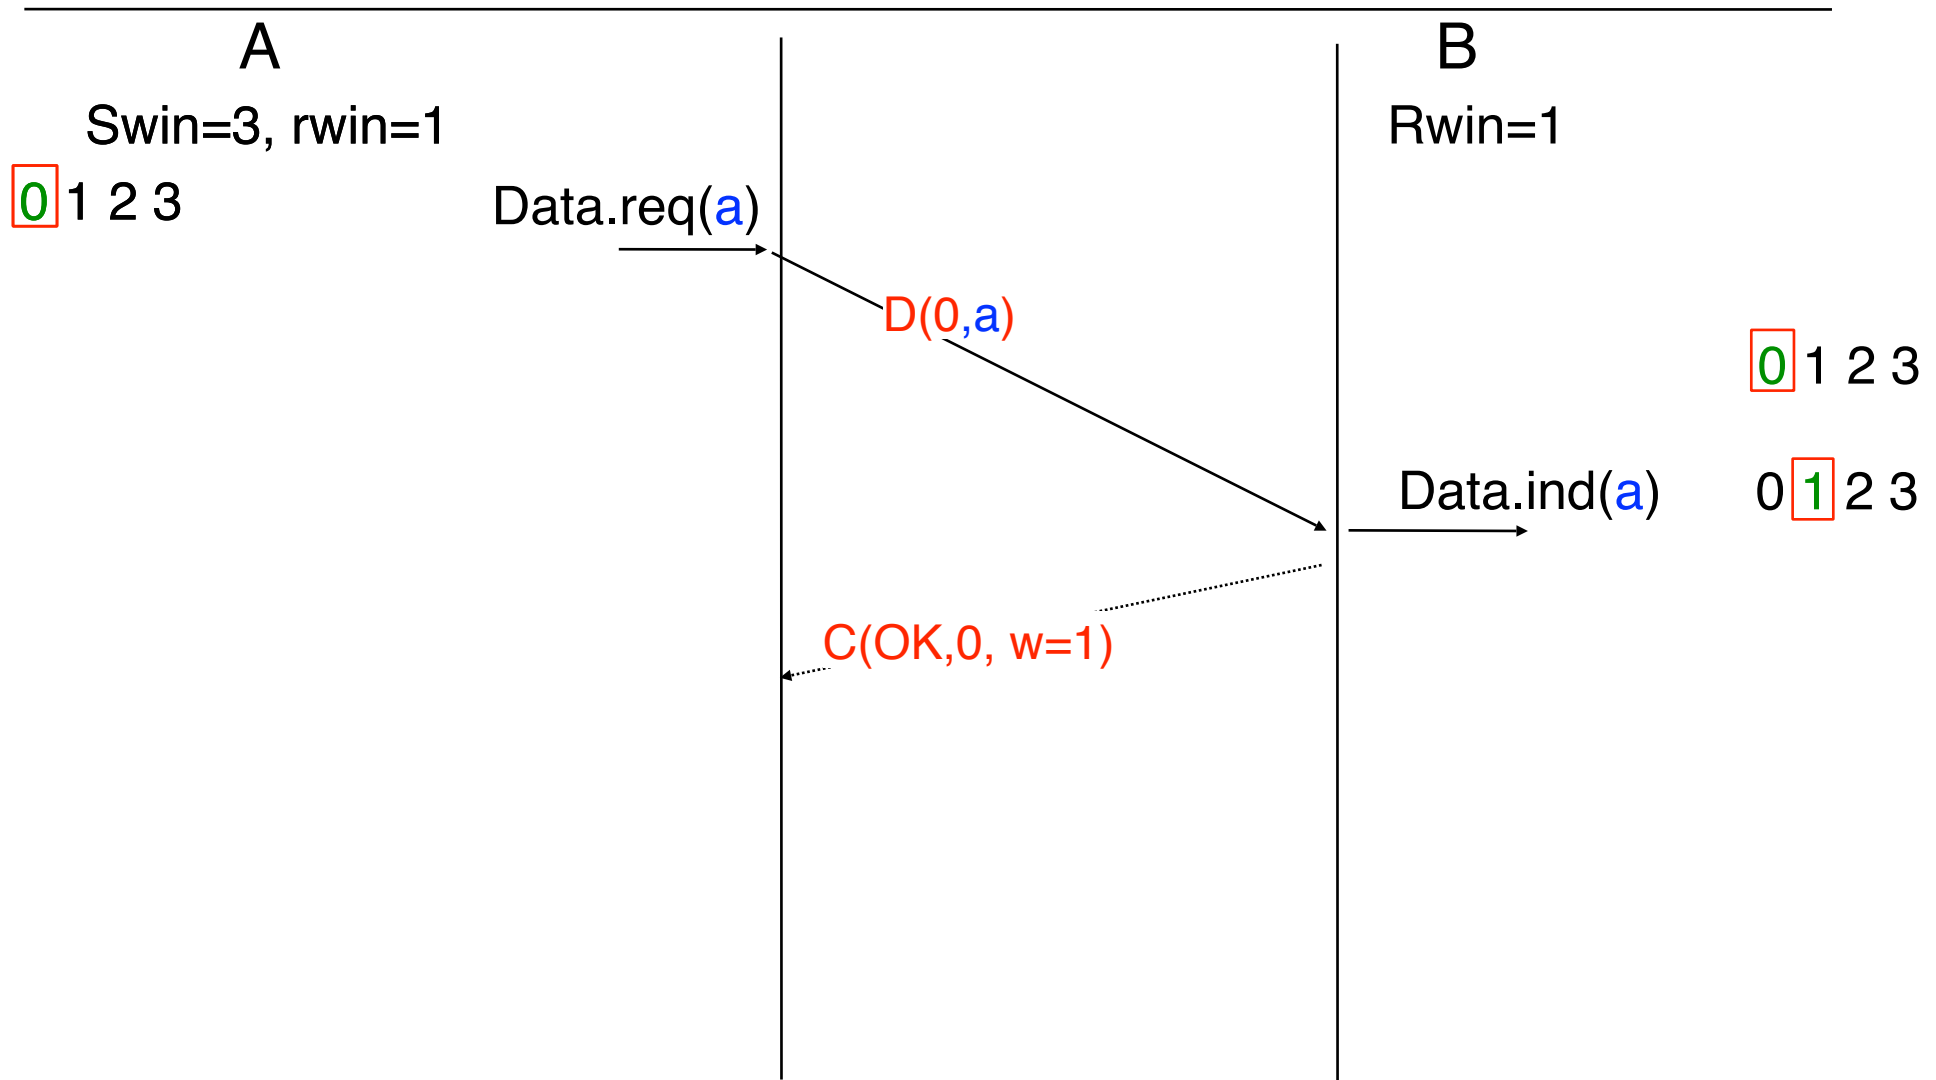 A
B
Swin=3, rwin=1
Rwin=1
0 1 2 3
Data.req(a)
D(0,a)
0 1 2 3
Data.ind(a)
0 1 2 3
C(OK,0, w=1)